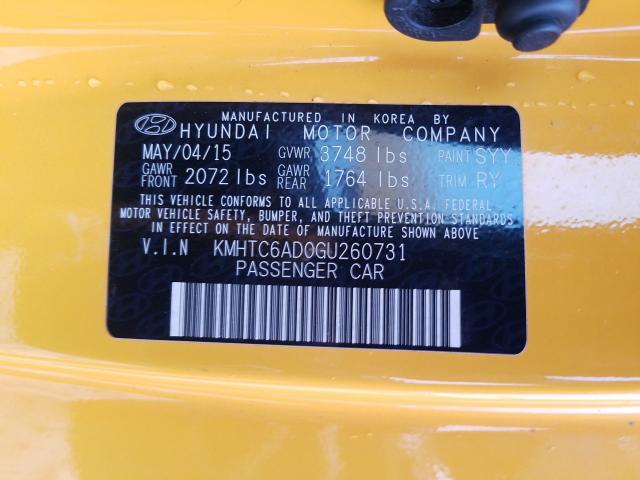 MANUFACTURED IN KOREA BY
HYUNDAI MOTOR COMPANY
MAY/04/15 GVWR 3748 lbs PAINT SYY
GAWR FRONT 2072 lbs GAWR REAR 1764 lbs TRIM RY
THIS VEHICLE CONFORMS TO ALL APPLICABLE U.S.A. FEDERAL
MOTOR VEHICLE SAFETY, BUMPER, AND THEFT PREVENTION STANDARDS
IN EFFECT ON THE DATE OF MANUFACTURE SHOWN ABOVE.
V.I.N KMHTC6AD0GU260731
PASSENGER CAR